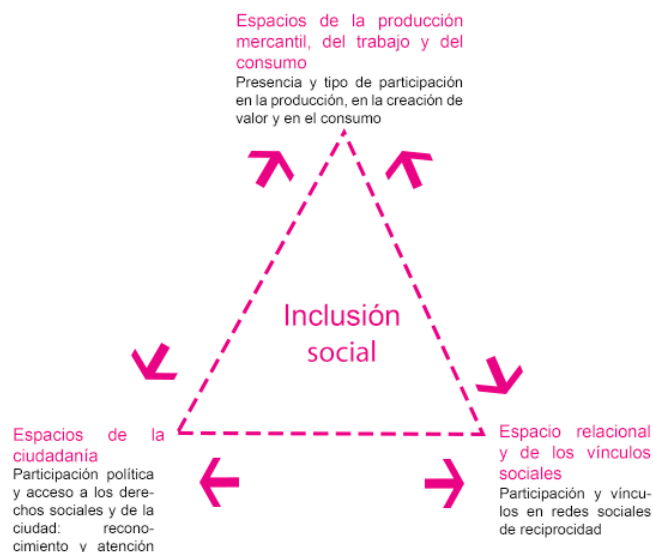 Espacios de la producción
mercantil, del trabajo y del
consumo
Presencia y tipo de participación
en la producción, en la creación de
valor y en el consumo
Inclusión
social
Espacios de la
ciudadanía
Participación política
y acceso a los dere-
chos sociales y de la
ciudad: recono-
cimiento y atención
Espacio relacional
y de los vínculos
sociales
Participación y víncu-
los en redes sociales
de reciprocidad